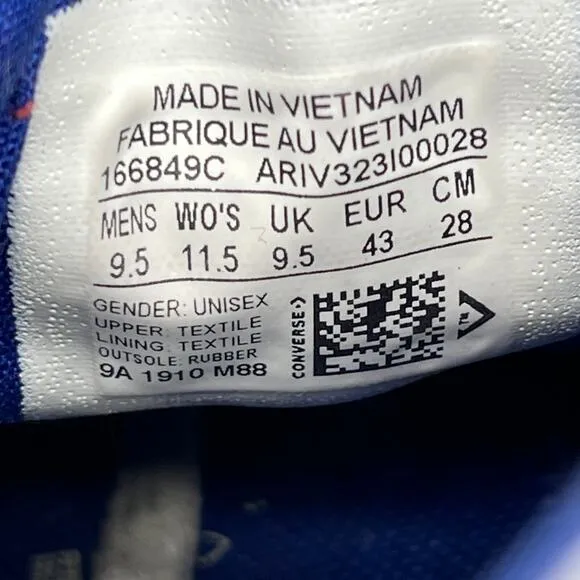 MADE IN VIETNAM
FABRIQUE AU VIETNAM
166849C ARIV323I00028
MENS WO'S UK EUR CM
9.5 11.5 9.5 43 28
GENDER: UNISEX
UPPER: TEXTILE
LINING: TEXTILE
OUTSOLE: RUBBER
9A 1910 M88
CONVERSE>
TM